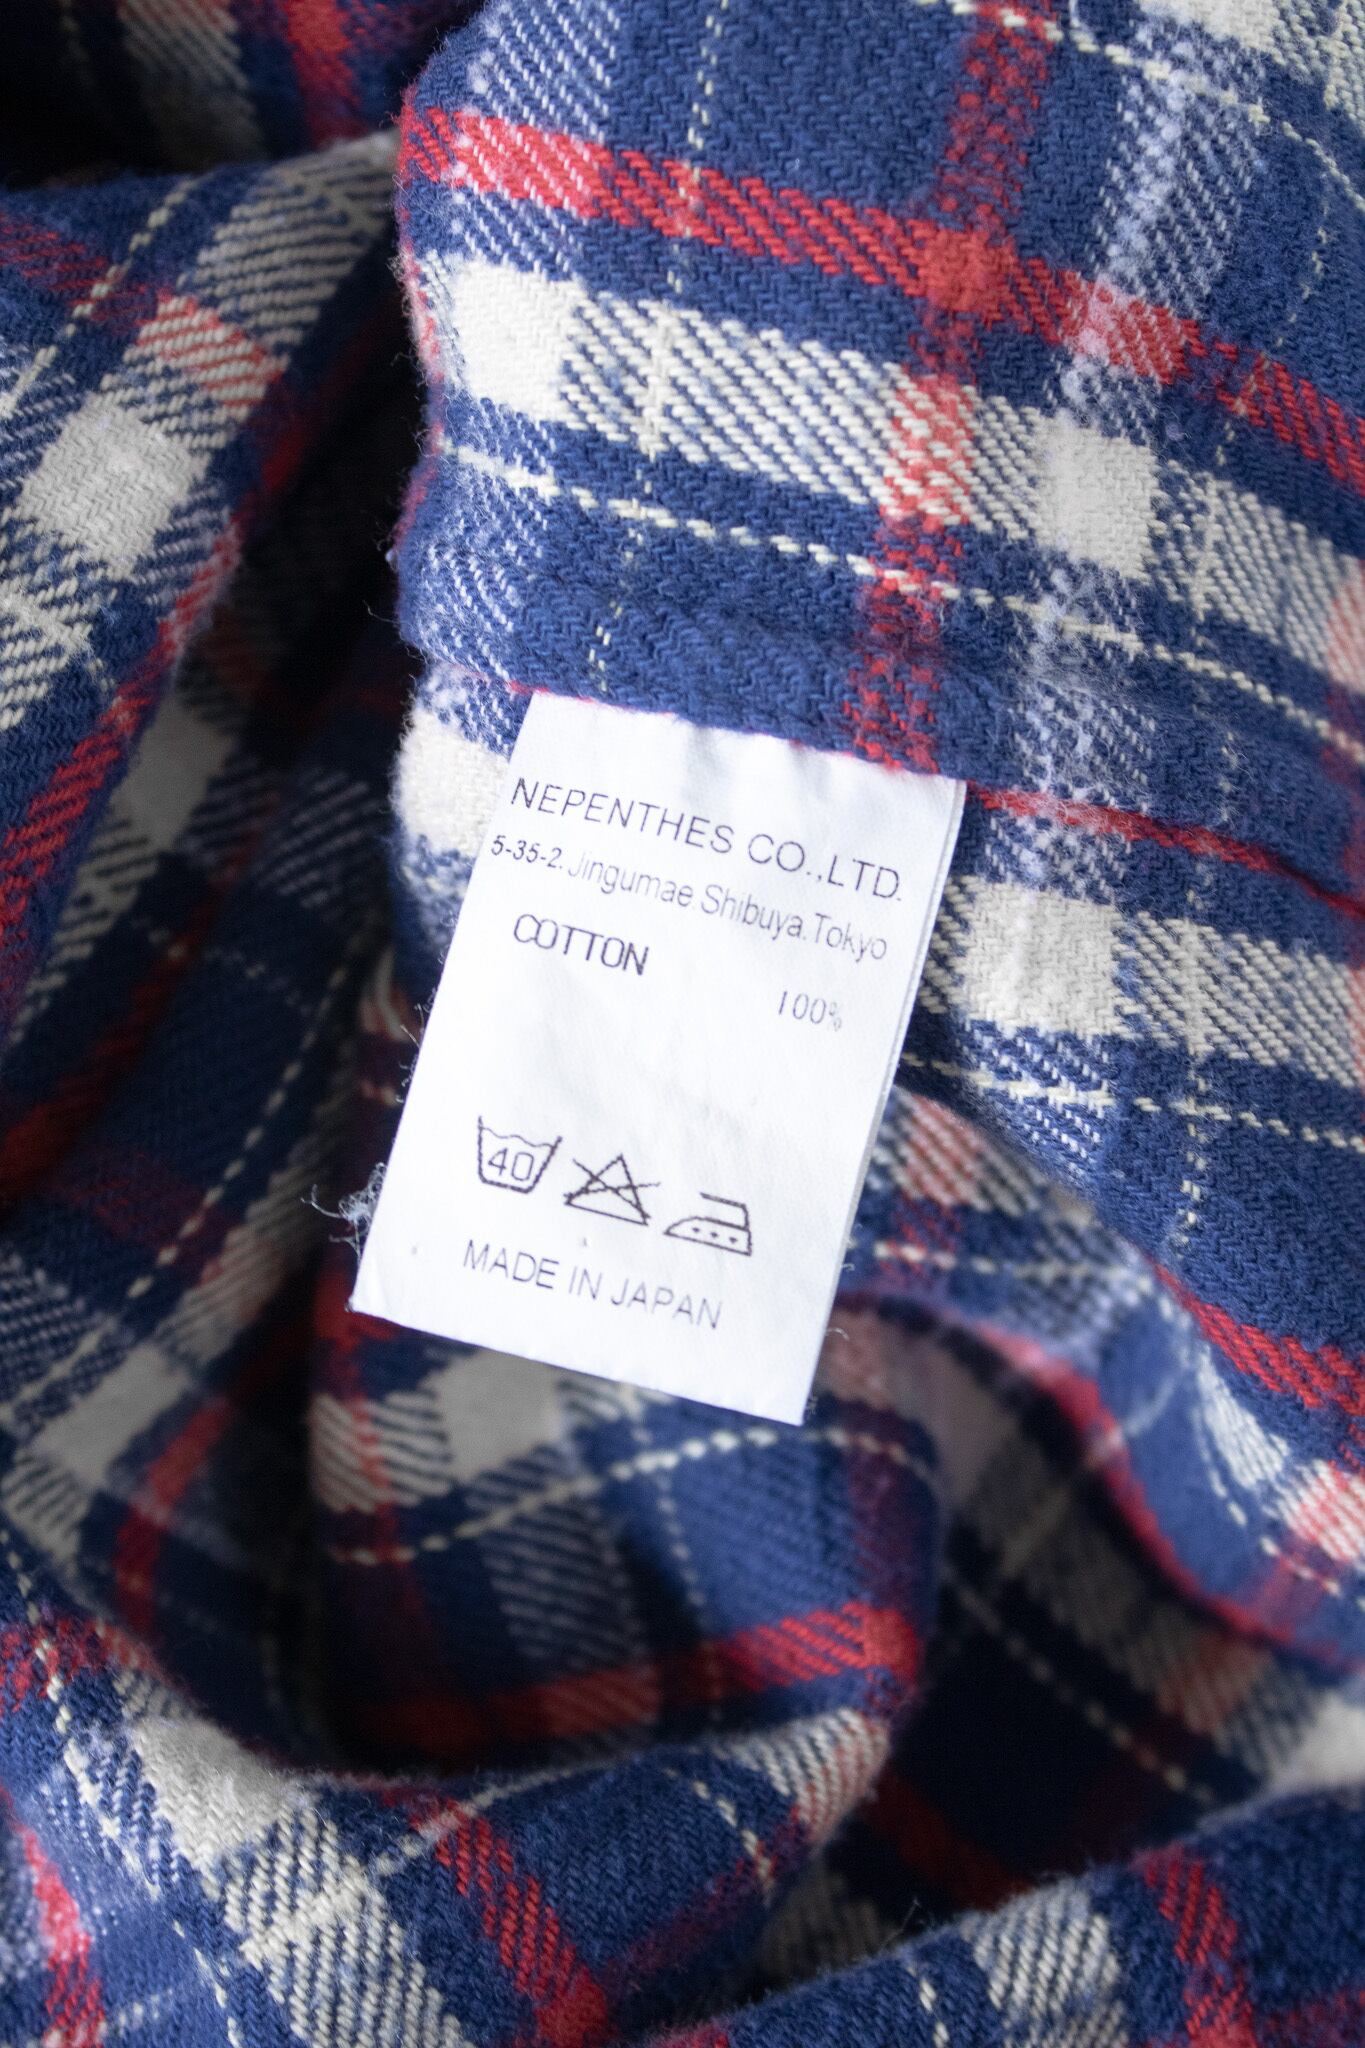 NEPENTHES CO.,LTD.
5-35-2.Jingumae.Shibuya.Tokyo
COTTON
100%
40
MADE IN JAPAN